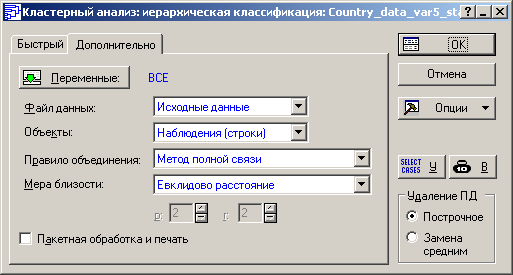 Кластерный анализ: иерархическая классификация: Country_data_var5_sta
Быстрый
Дополнительно
Переменные: ВСЕ
Файл данных: Исходные данные
Объекты: Наблюдения (строки)
Правило объединения: Метод полной связи
Мера близости: Евклидово расстояние
p: 2 r: 2
Пакетная обработка и печать
OK
Отмена
Опции
SELECT CASES У
В
Удаление ПД
Построчное
Замена средним